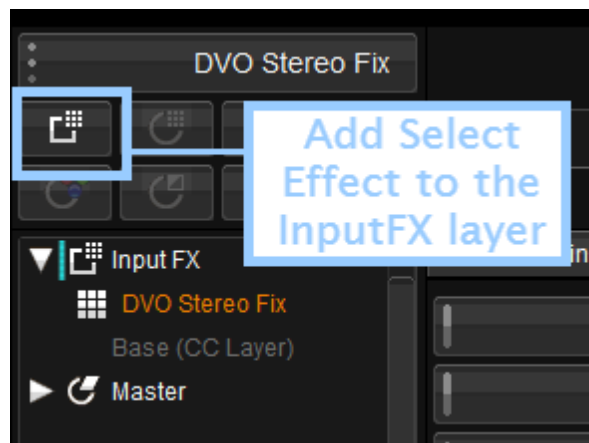 DVO Stereo Fix
Add Select
Effect to the
InputFX layer
Input FX
in
DVO Stereo Fix
Base (CC Layer)
Master